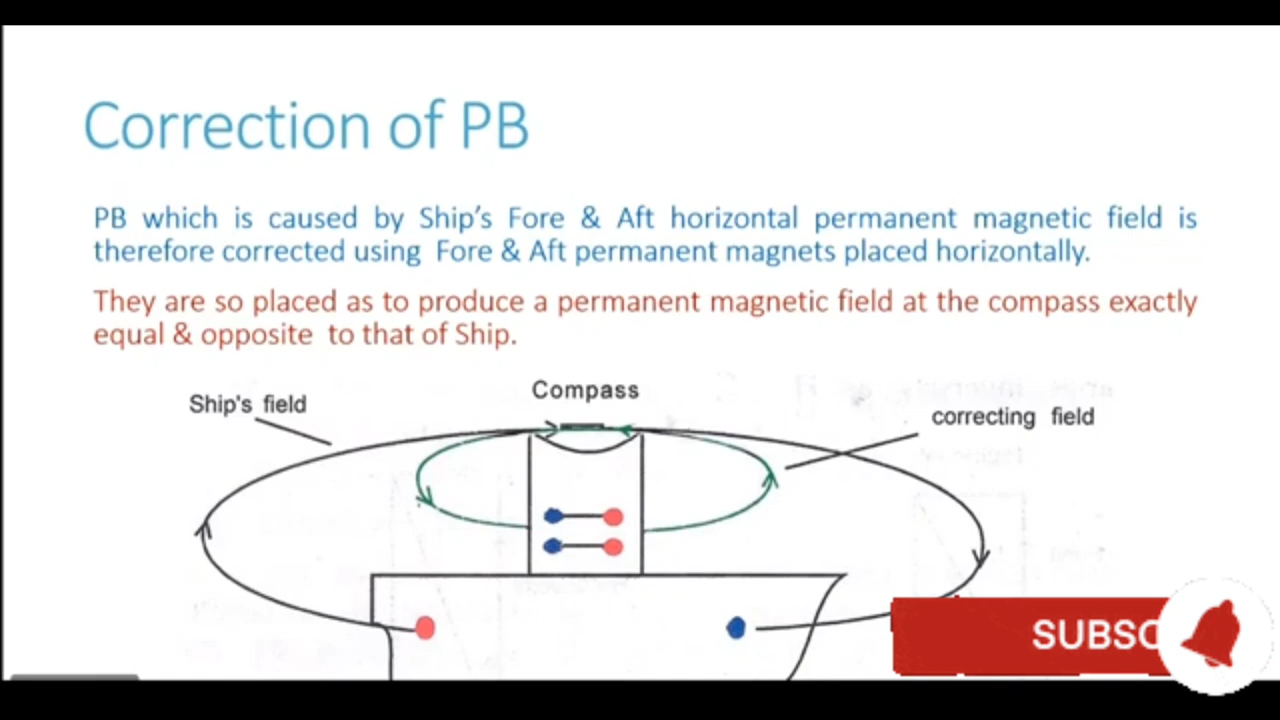 Correction of PB
PB which is caused by Ship's Fore & Aft horizontal permanent magnetic field is
therefore corrected using Fore & Aft permanent magnets placed horizontally.
They are so placed as to produce a permanent magnetic field at the compass exactly
equal & opposite to that of Ship.
Compass
Ship's field
correcting field
SUBSC